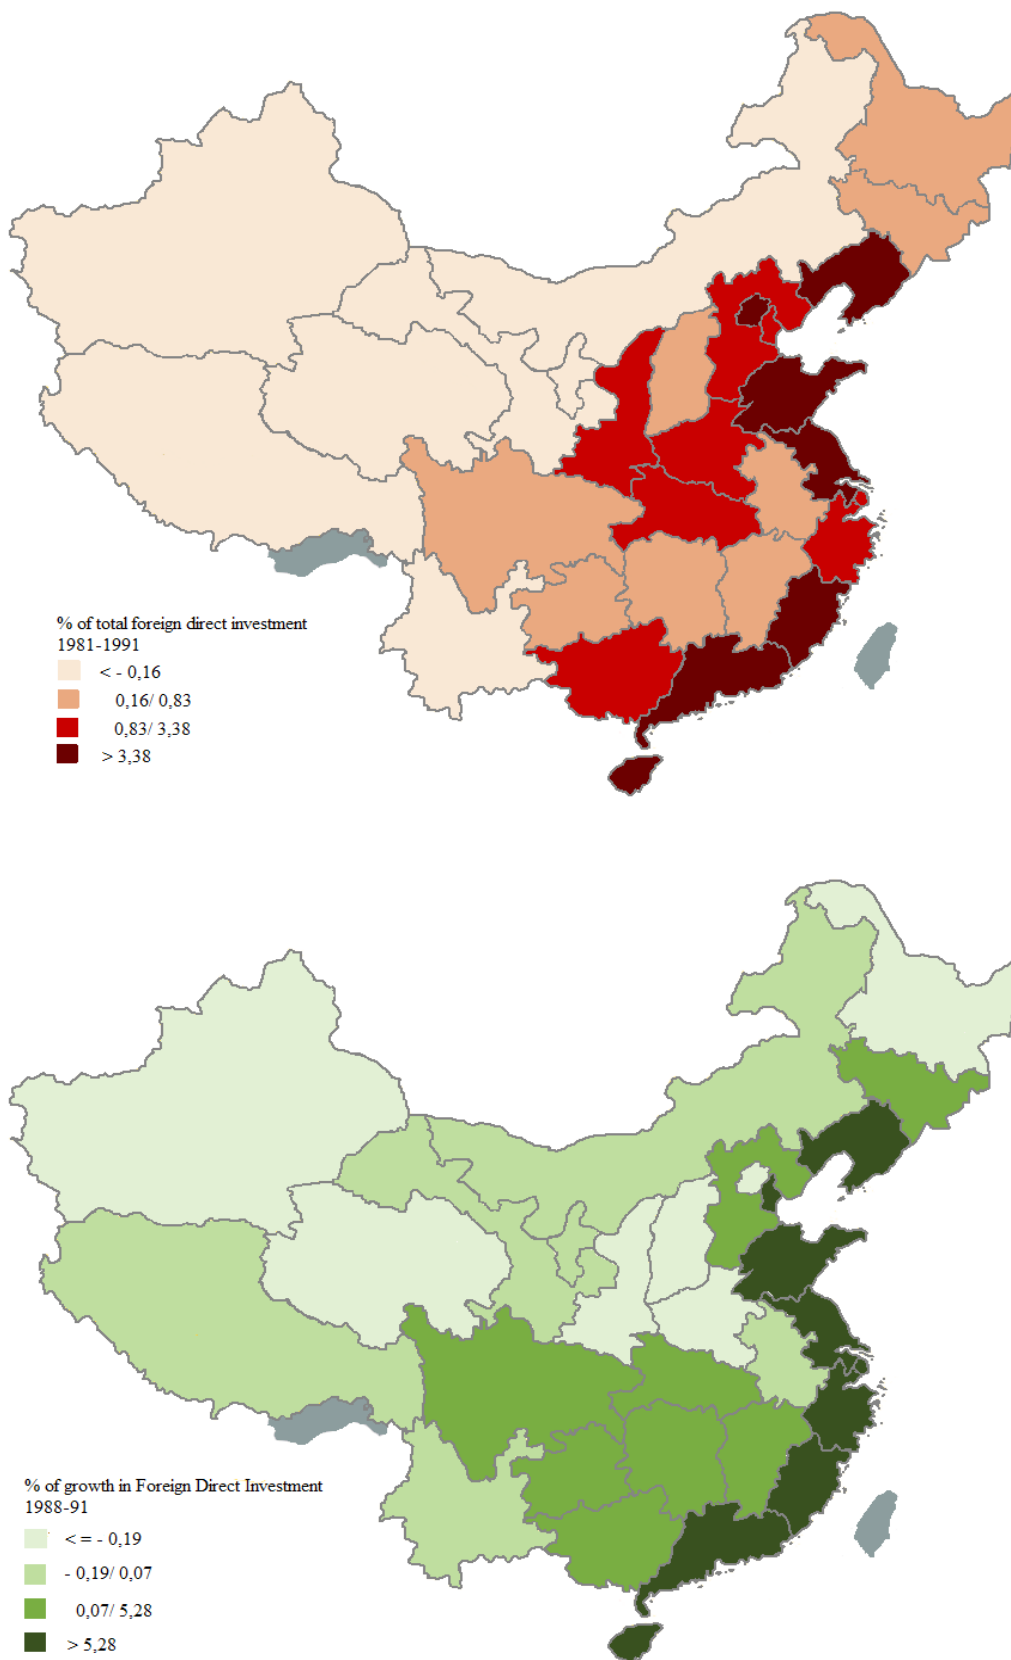 % of total foreign direct investment
1981-1991
< - 0,16
0,16/ 0,83
0,83/ 3,38
> 3,38
% of growth in Foreign Direct Investment
1988-91
< = - 0,19
- 0,19/ 0,07
0,07/ 5,28
> 5,28